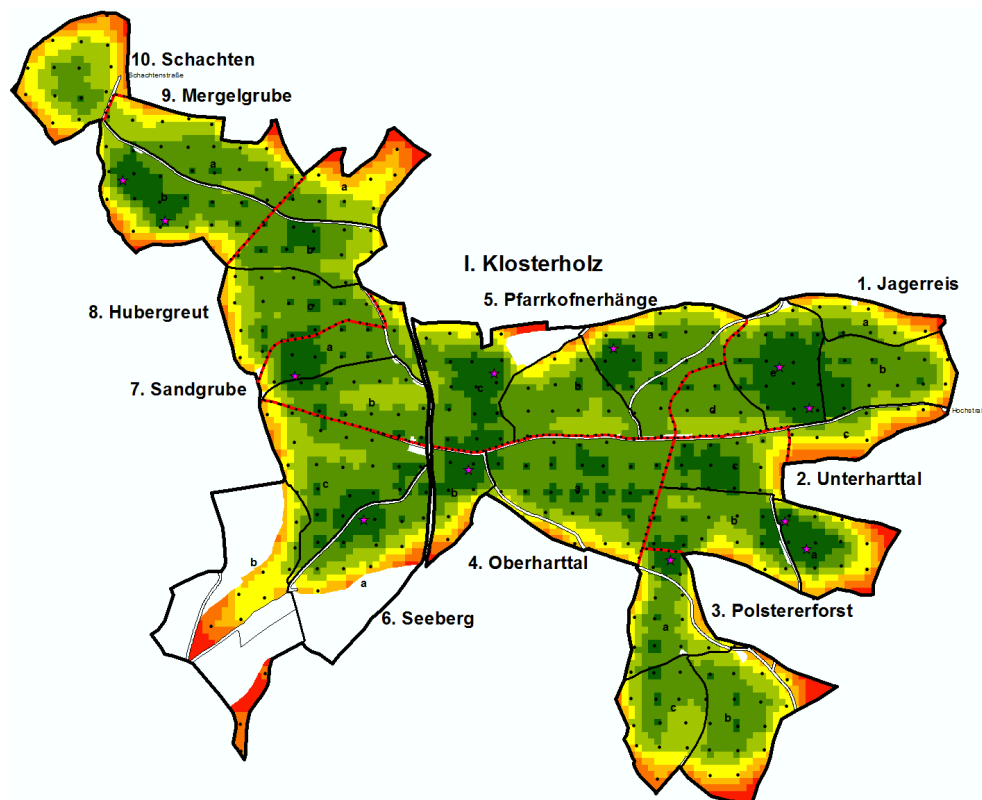 10. Schachten
Schachtenstraße
9. Mergelgrube
a
a
b
b
I. Klosterholz
1. Jagerreis
5. Pfarrkofnerhänge
8. Hubergreut
c
a
a
a
b
e
7. Sandgrube
c
b
b
d
Hochstraß
c
2. Unterharttal
c
b
a
c
b
a
4. Oberharttal
b
a
3. Polstererforst
6. Seeberg
a
c
b